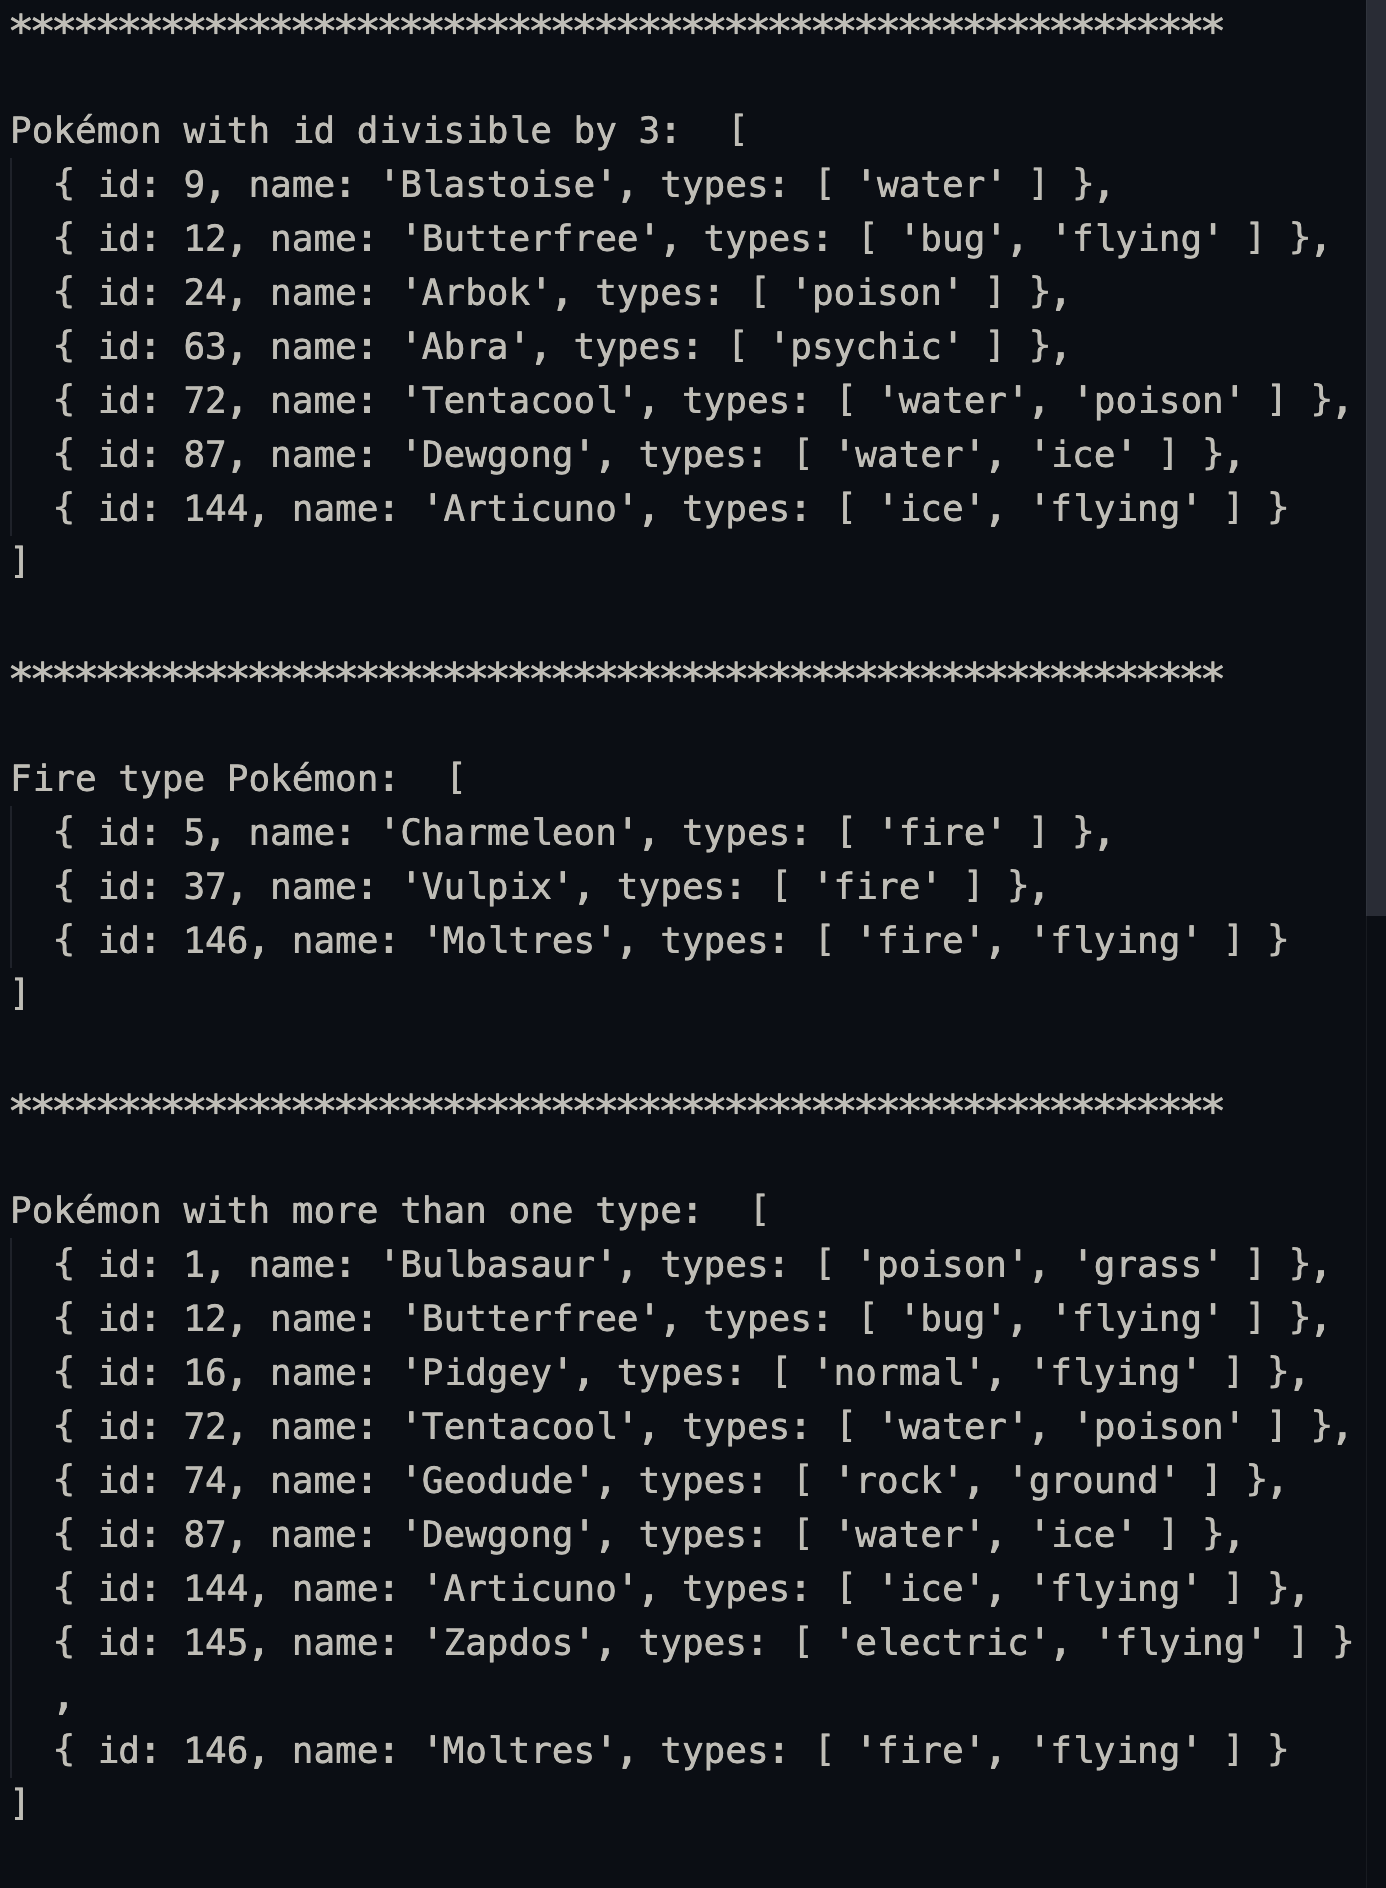 ********************************************************
Pokémon with id divisible by 3:  [
  { id: 9, name: 'Blastoise', types: [ 'water' ] },
  { id: 12, name: 'Butterfree', types: [ 'bug', 'flying' ] },
  { id: 24, name: 'Arbok', types: [ 'poison' ] },
  { id: 63, name: 'Abra', types: [ 'psychic' ] },
  { id: 72, name: 'Tentacool', types: [ 'water', 'poison' ] },
  { id: 87, name: 'Dewgong', types: [ 'water', 'ice' ] },
  { id: 144, name: 'Articuno', types: [ 'ice', 'flying' ] }
]
********************************************************
Fire type Pokémon:  [
  { id: 5, name: 'Charmeleon', types: [ 'fire' ] },
  { id: 37, name: 'Vulpix', types: [ 'fire' ] },
  { id: 146, name: 'Moltres', types: [ 'fire', 'flying' ] }
]
********************************************************
Pokémon with more than one type:  [
  { id: 1, name: 'Bulbasaur', types: [ 'poison', 'grass' ] },
  { id: 12, name: 'Butterfree', types: [ 'bug', 'flying' ] },
  { id: 16, name: 'Pidgey', types: [ 'normal', 'flying' ] },
  { id: 72, name: 'Tentacool', types: [ 'water', 'poison' ] },
  { id: 74, name: 'Geodude', types: [ 'rock', 'ground' ] },
  { id: 87, name: 'Dewgong', types: [ 'water', 'ice' ] },
  { id: 144, name: 'Articuno', types: [ 'ice', 'flying' ] },
  { id: 145, name: 'Zapdos', types: [ 'electric', 'flying' ] }
  ,
  { id: 146, name: 'Moltres', types: [ 'fire', 'flying' ] }
]